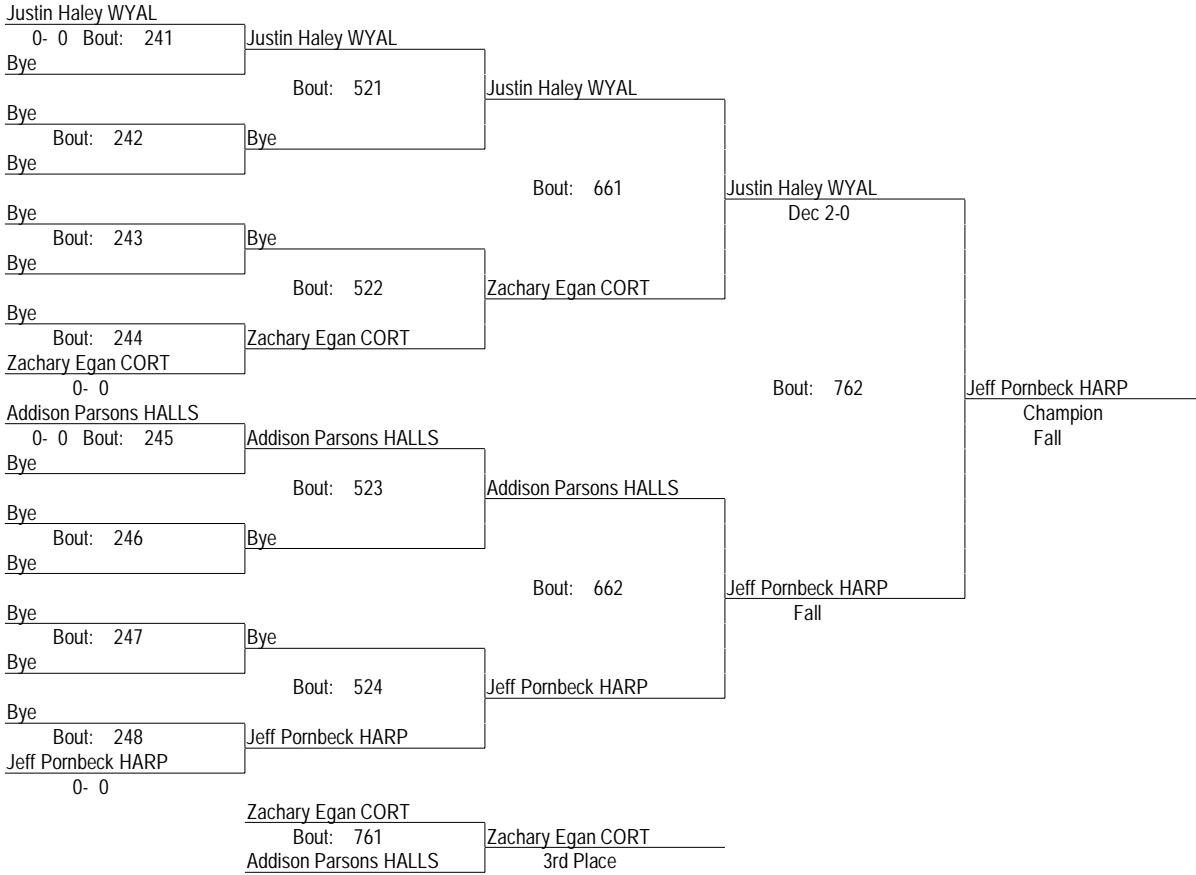 Justin Haley WYAL
0- 0 Bout: 241 Justin Haley WYAL
Bye
Bout: 521 Justin Haley WYAL
Bye
Bout: 242 Bye
Bye
Bout: 661 Justin Haley WYAL
Bye Dec 2-0
Bout: 243 Bye
Bye
Bout: 522 Zachary Egan CORT
Bye
Bout: 244 Zachary Egan CORT
Zachary Egan CORT
0- 0 Bout: 762 Jeff Pornbeck HARP
Addison Parsons HALLS Champion
0- 0 Bout: 245 Addison Parsons HALLS Fall
Bye
Bout: 523 Addison Parsons HALLS
Bye
Bout: 246 Bye
Bye
Bout: 662 Jeff Pornbeck HARP
Bye Fall
Bout: 247 Bye
Bye
Bout: 524 Jeff Pornbeck HARP
Bye
Bout: 248 Jeff Pornbeck HARP
Jeff Pornbeck HARP
0- 0
Zachary Egan CORT
Bout: 761 Zachary Egan CORT
Addison Parsons HALLS 3rd Place